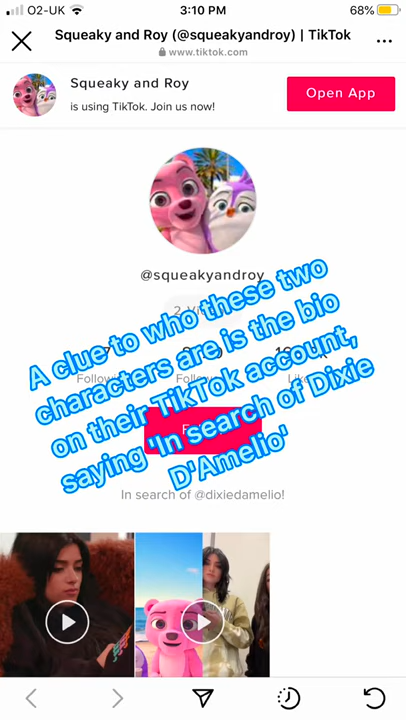 O2-UK
3:10 PM
68%
Squeaky and Roy (@squeakyandroy) | TikTok
www.tiktok.com
Squeaky and Roy
is using TikTok. Join us now!
Open App
@squeakyandroy
A clue to who these two
characters are is the bio
on their TikTok account,
saying 'In search of Dixie
D'Amelio'
In search of @dixiedamelio!